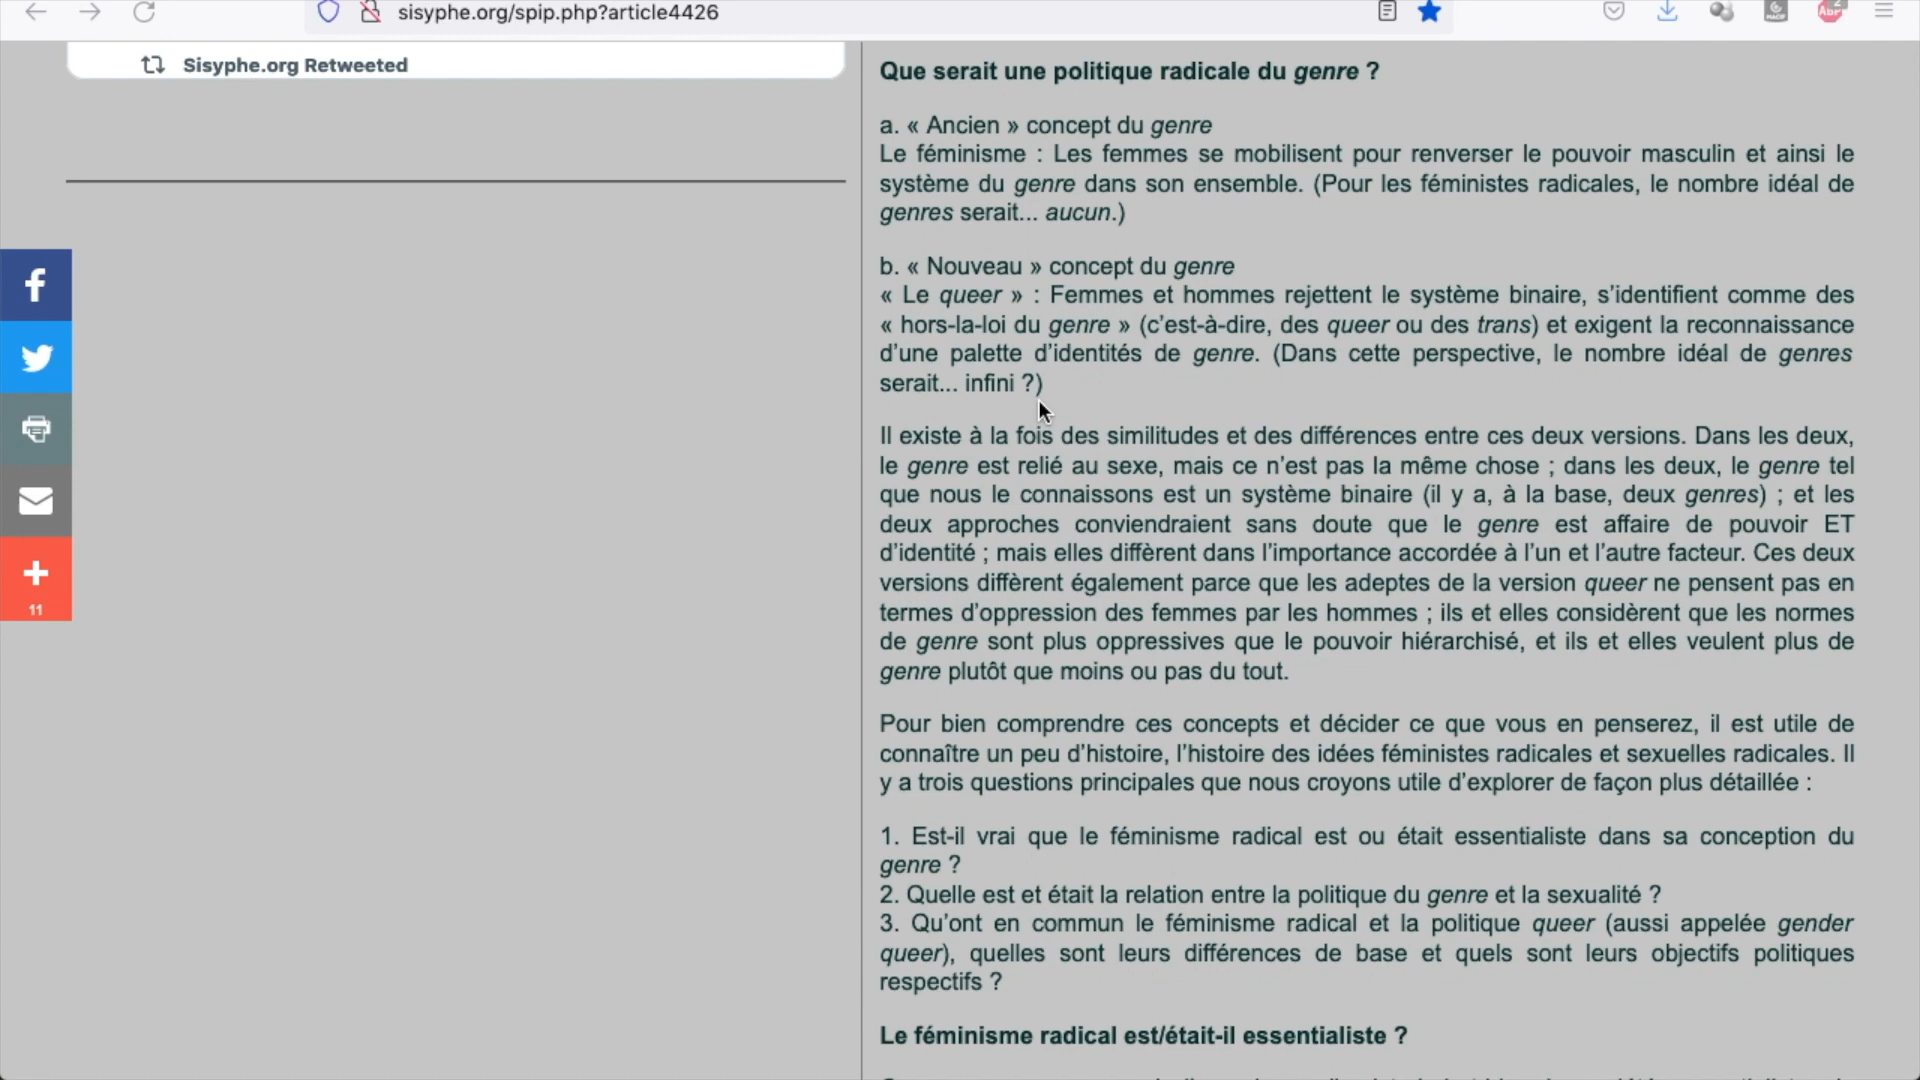 sisyphe.org/spip.php?article4426
Sisyphe.org Retweeted
11
Que serait une politique radicale du genre ?
a. « Ancien » concept du genre
Le féminisme : Les femmes se mobilisent pour renverser le pouvoir masculin et ainsi le
système du genre dans son ensemble. (Pour les féministes radicales, le nombre idéal de
genres serait... aucun.)
b. « Nouveau » concept du genre
« Le queer » : Femmes et hommes rejettent le système binaire, s’identifient comme des
« hors-la-loi du genre » (c’est-à-dire, des queer ou des trans) et exigent la reconnaissance
d’une palette d’identités de genre. (Dans cette perspective, le nombre idéal de genres
serait... infini ?)
Il existe à la fois des similitudes et des différences entre ces deux versions. Dans les deux,
le genre est relié au sexe, mais ce n’est pas la même chose ; dans les deux, le genre tel
que nous le connaissons est un système binaire (il y a, à la base, deux genres) ; et les
deux approches conviendraient sans doute que le genre est affaire de pouvoir ET
d’identité ; mais elles diffèrent dans l’importance accordée à l’un et l’autre facteur. Ces deux
versions diffèrent également parce que les adeptes de la version queer ne pensent pas en
termes d’oppression des femmes par les hommes ; ils et elles considèrent que les normes
de genre sont plus oppressives que le pouvoir hiérarchisé, et ils et elles veulent plus de
genre plutôt que moins ou pas du tout.
Pour bien comprendre ces concepts et décider ce que vous en penserez, il est utile de
connaître un peu d’histoire, l’histoire des idées féministes radicales et sexuelles radicales. Il
y a trois questions principales que nous croyons utile d’explorer de façon plus détaillée :
1. Est-il vrai que le féminisme radical est ou était essentialiste dans sa conception du
genre ?
2. Quelle est et était la relation entre la politique du genre et la sexualité ?
3. Qu’ont en commun le féminisme radical et la politique queer (aussi appelée gender
queer), quelles sont leurs différences de base et quels sont leurs objectifs politiques
respectifs ?
Le féminisme radical est/était-il essentialiste ?